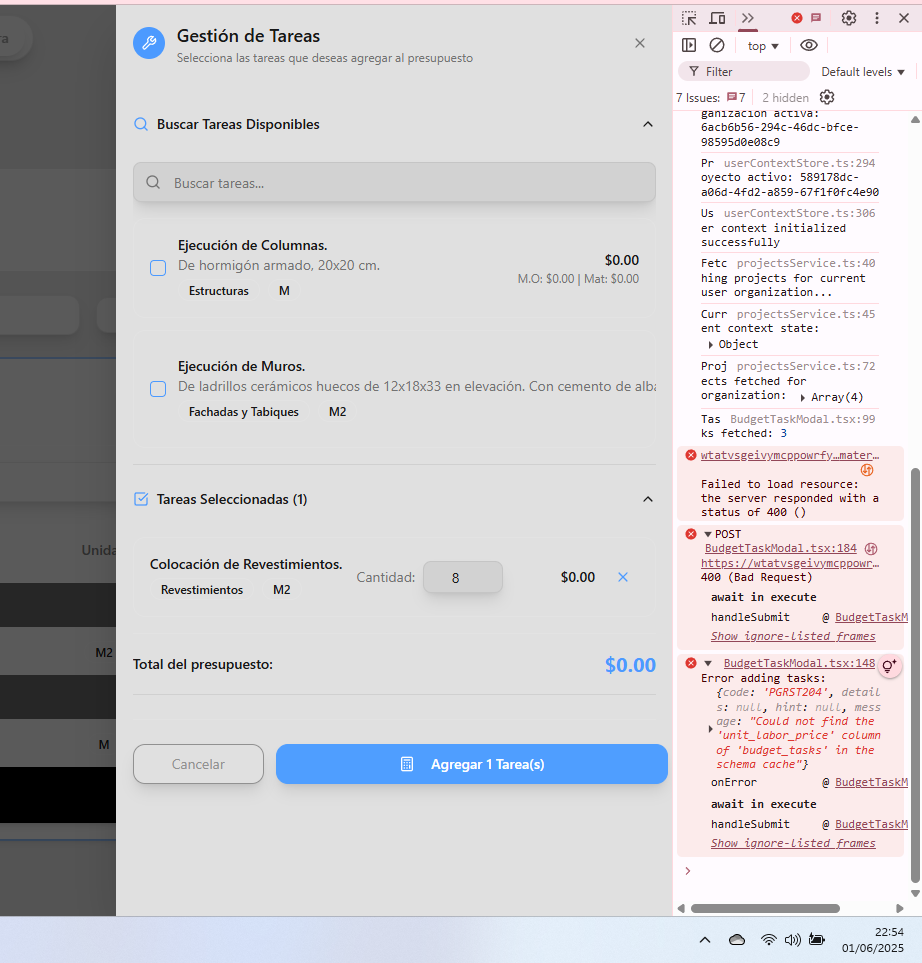 a
Gestión de Tareas
Selecciona las tareas que deseas agregar al presupuesto
Buscar Tareas Disponibles
Buscar tareas...
Ejecución de Columnas.
De hormigón armado, 20x20 cm.
Estructuras M
$0.00
M.O: $0.00 | Mat: $0.00
Ejecución de Muros.
De ladrillos cerámicos huecos de 12x18x33 en elevación. Con cemento de alba
Fachadas y Tabiques M2
Tareas Seleccionadas (1)
Colocación de Revestimientos.
Revestimientos M2
Cantidad: 8 $0.00
Total del presupuesto: $0.00
Cancelar
Agregar 1 Tarea(s)
Unida
M2
M
top
Filter
Default levels
7 Issues: 7 2 hidden
ganización activa:
6acb6b56-294c-46dc-bfce-
98595d0e08c9
Pr userContextStore.ts:294
oyecto activo: 589178dc-
a06d-4fd2-a859-67f1f0fc4e90
Us userContextStore.ts:306
er context initialized
successfully
Fetc projectsService.ts:40
hing projects for current
user organization...
Curr projectsService.ts:45
ent context state:
Object
Proj projectsService.ts:72
ects fetched for
organization: Array(4)
Tas BudgetTaskModal.tsx:99
ks fetched: 3
wtatvsgeivymcppowrfy…mater…
Failed to load resource:
the server responded with a
status of 400 ()
POST
BudgetTaskModal.tsx:184
https://wtatvsgeivymcppowr…
400 (Bad Request)
await in execute
handleSubmit @ BudgetTaskM
Show ignore-listed frames
BudgetTaskModal.tsx:148
Error adding tasks:
{code: 'PGRST204', detail
s: null, hint: null, mess
age: "Could not find the
'unit_labor_price' column
of 'budget_tasks' in the
schema cache"}
onError @ BudgetTaskM
await in execute
handleSubmit @ BudgetTaskM
Show ignore-listed frames
22:54
01/06/2025